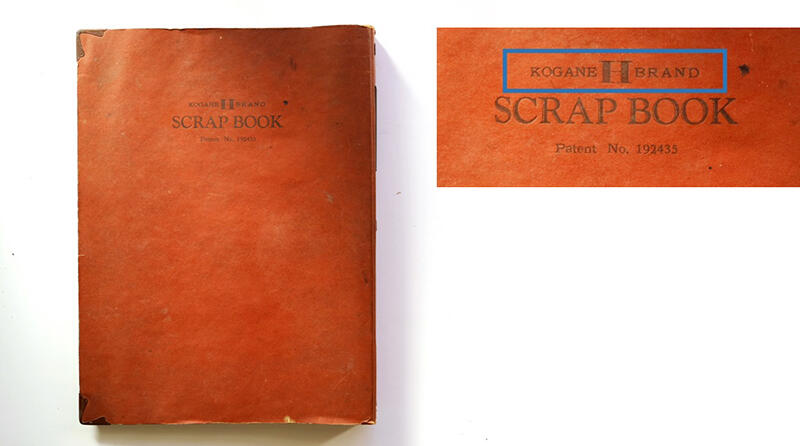 KOGANE H BRAND
SCRAP BOOK
Patent No. 192435
KOGANE H BRAND
SCRAP BOOK
Patent No. 192435